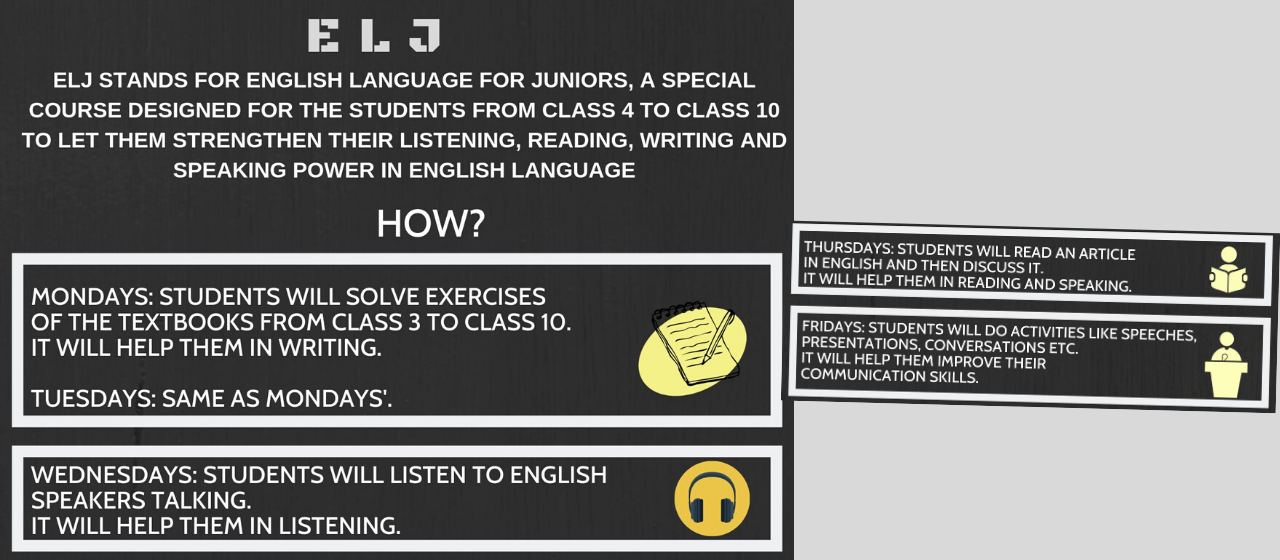 ELJ
ELJ STANDS FOR ENGLISH LANGUAGE FOR JUNIORS, A SPECIAL
COURSE DESIGNED FOR THE STUDENTS FROM CLASS 4 TO CLASS 10
TO LET THEM STRENGTHEN THEIR LISTENING, READING, WRITING AND
SPEAKING POWER IN ENGLISH LANGUAGE
HOW?
MONDAYS: STUDENTS WILL SOLVE EXERCISES
OF THE TEXTBOOKS FROM CLASS 3 TO CLASS 10.
IT WILL HELP THEM IN WRITING.
TUESDAYS: SAME AS MONDAYS'.
WEDNESDAYS: STUDENTS WILL LISTEN TO ENGLISH
SPEAKERS TALKING.
IT WILL HELP THEM IN LISTENING.
THURSDAYS: STUDENTS WILL READ AN ARTICLE
IN ENGLISH AND THEN DISCUSS IT.
IT WILL HELP THEM IN READING AND SPEAKING.
FRIDAYS: STUDENTS WILL DO ACTIVITIES LIKE SPEECHES,
PRESENTATIONS, CONVERSATIONS ETC.
IT WILL HELP THEM IMPROVE THEIR
COMMUNICATION SKILLS.